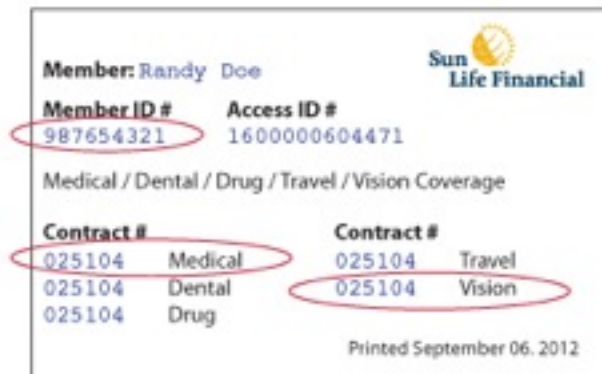 Sun
Life Financial
Member: Randy Doe
Member ID # Access ID #
987654321 1600000604471
Medical / Dental / Drug / Travel / Vision Coverage
Contract # Contract #
025104 Medical 025104 Travel
025104 Dental 025104 Vision
025104 Drug
Printed September 06. 2012